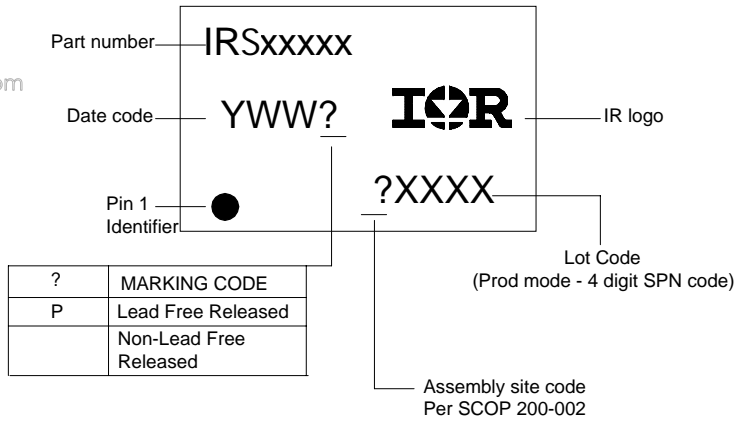 Part number
IRSxxxxx
om
Date code
YWW?
IOR
IR logo
Pin 1
Identifier
?XXXX
Lot Code
(Prod mode - 4 digit SPN code)
? MARKING CODE
P Lead Free Released
Non-Lead Free
Released
Assembly site code
Per SCOP 200-002